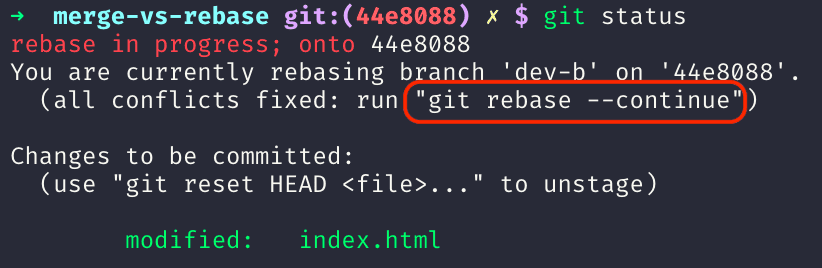 ➜  merge-vs-rebase git:(44e8088) ✗ $ git status
rebase in progress; onto 44e8088
You are currently rebasing branch 'dev-b' on '44e8088'.
  (all conflicts fixed: run "git rebase --continue")
Changes to be committed:
  (use "git reset HEAD <file>..." to unstage)
        modified:   index.html